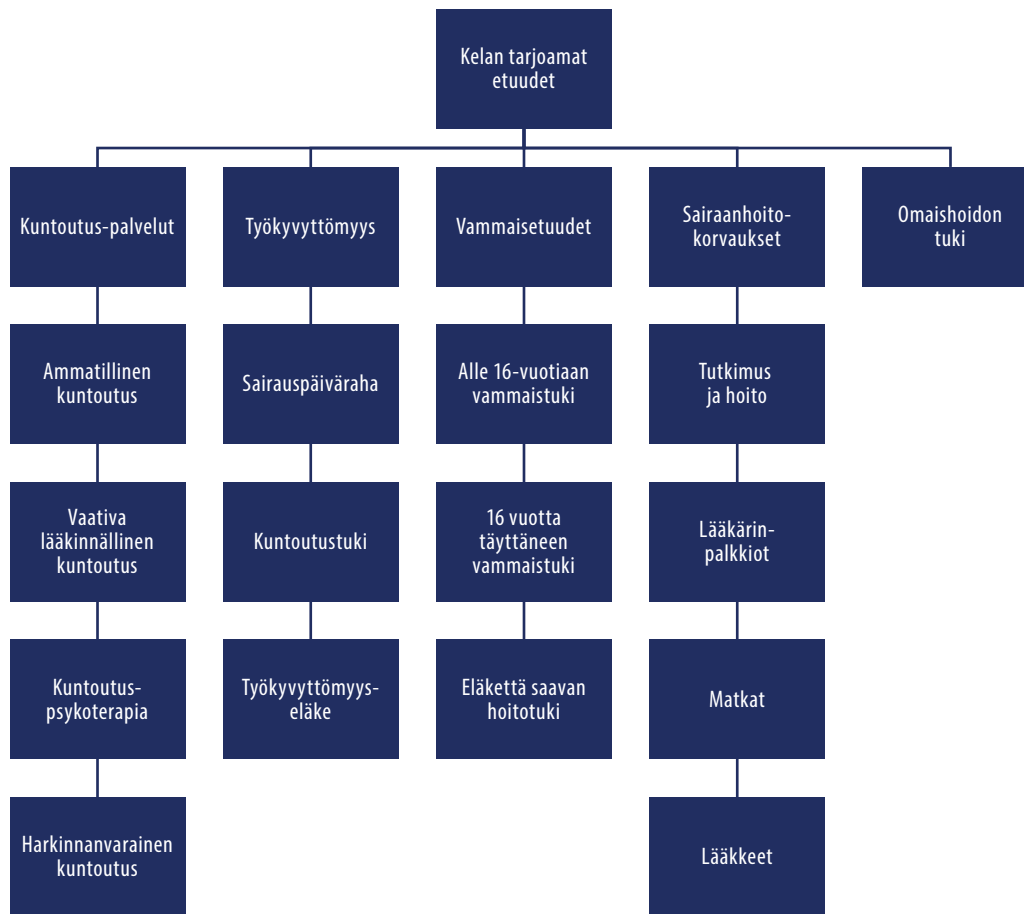 Kelan tarjoamat
etuudet
Kuntoutus-palvelut
Työkyvyttömyys
Vammaisetuudet
Sairaanhoito-
korvaukset
Omaishoidon
tuki
Ammatillinen
kuntoutus
Sairauspäiväraha
Alle 16-vuotiaan
vammaistuki
Tutkimus
ja hoito
Vaativa
lääkinnällinen
kuntoutus
Kuntoutustuki
16 vuotta
täyttäneen
vammaistuki
Lääkärin-
palkkiot
Kuntoutus-
psykoterapia
Työkyvyttömyys-
eläke
Eläkettä saavan
hoitotuki
Matkat
Harkinnanvarainen
kuntoutus
Lääkkeet